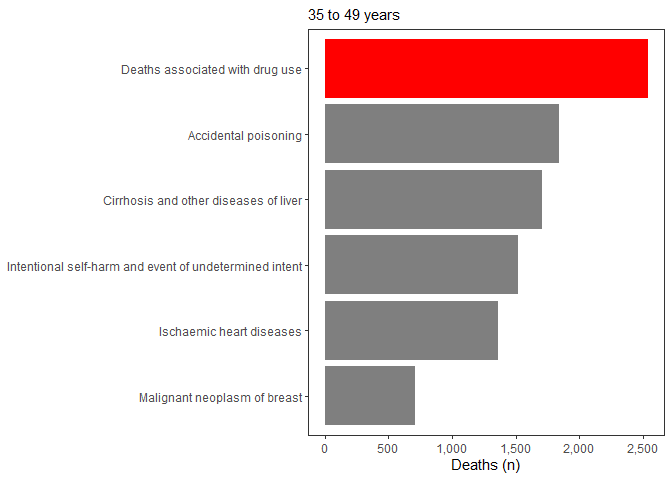 35 to 49 years
Deaths associated with drug use
Accidental poisoning
Cirrhosis and other diseases of liver
Intentional self-harm and event of undetermined intent
Ischaemic heart diseases
Malignant neoplasm of breast
0 500 1,000 1,500 2,000 2,500
Deaths (n)